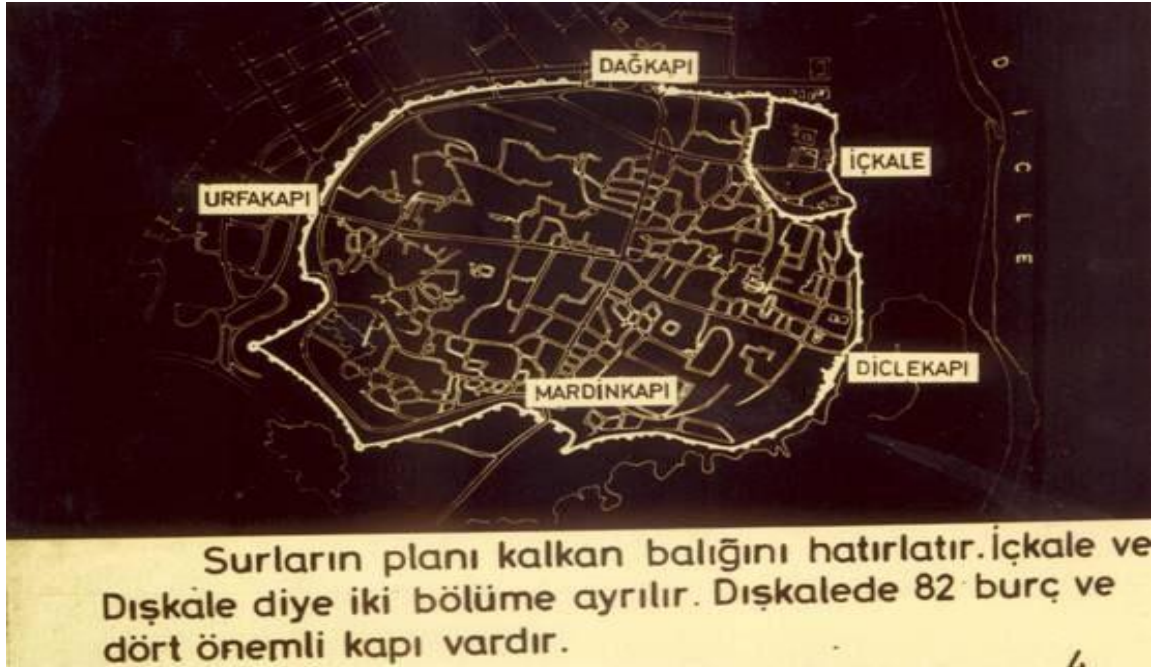 DAĞKAPI
DİCLE
İÇKALE
URFAKAPI
DİCLEKAPI
MARDİNKAPI
Surların planı kalkan balığını hatırlatır. İçkale ve
Dışkale diye iki bölüme ayrılır. Dışkalede 82 burç ve
dört önemli kapı vardır.
4